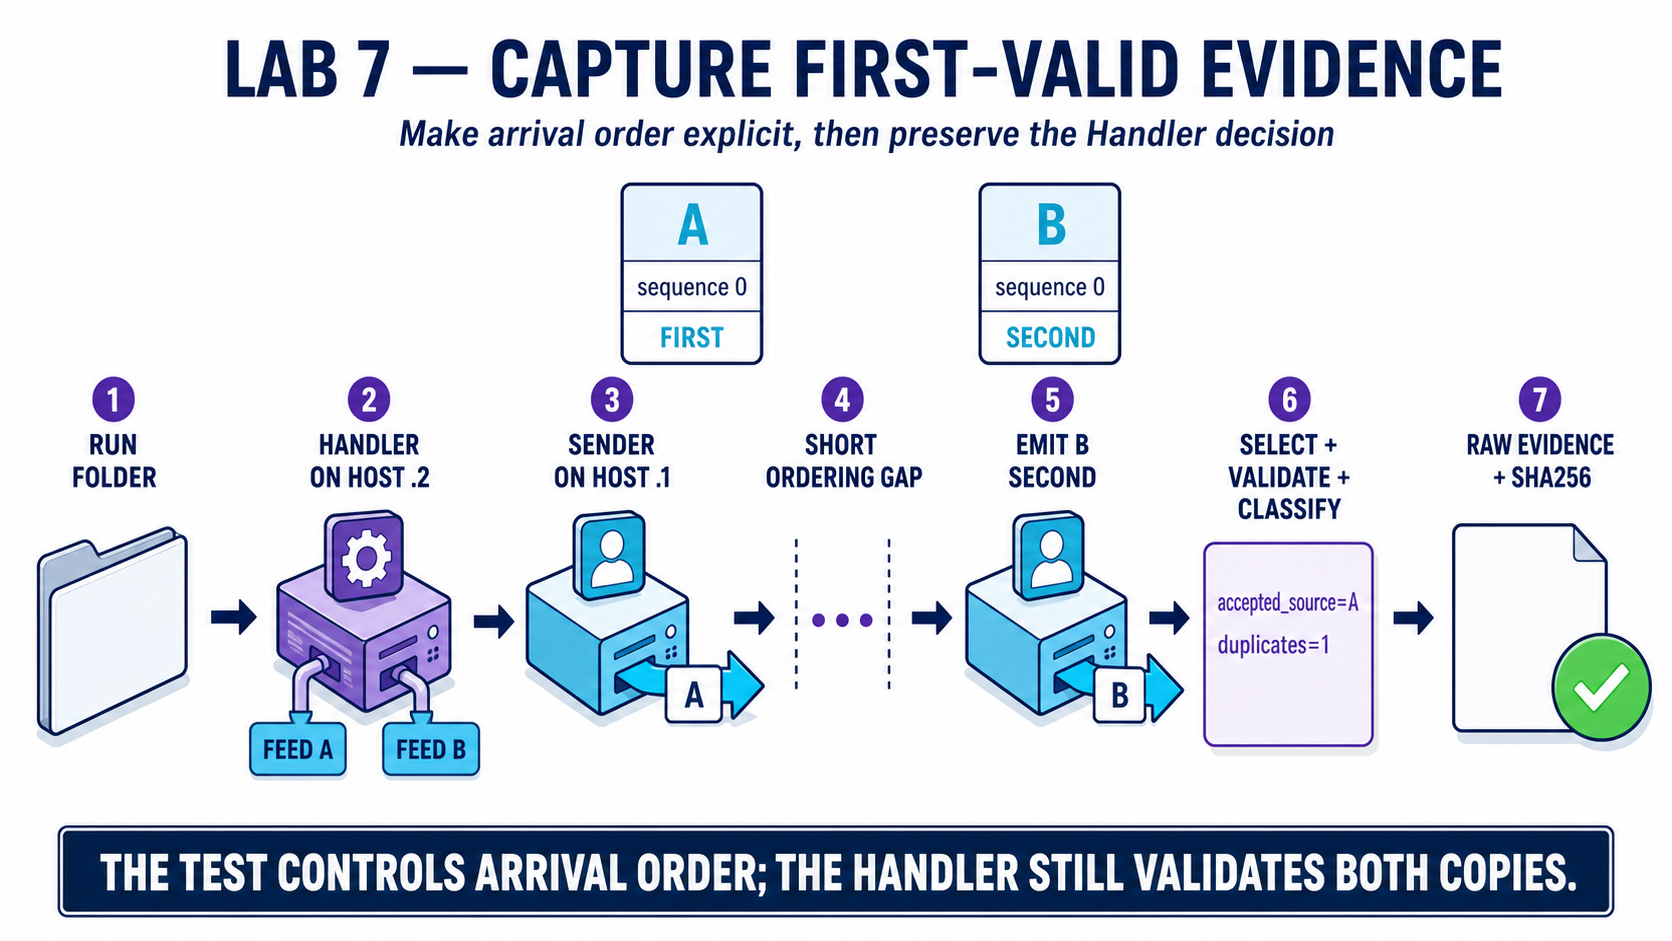 LAB 7 — CAPTURE FIRST-VALID EVIDENCE
Make arrival order explicit, then preserve the Handler decision
A
sequence 0
FIRST
B
sequence 0
SECOND
1
RUN
FOLDER
2
HANDLER
ON HOST .2
FEED A
FEED B
3
SENDER
ON HOST .1
A
4
SHORT
ORDERING GAP
5
EMIT B
SECOND
B
6
SELECT +
VALIDATE +
CLASSIFY
accepted_source=A
duplicates=1
7
RAW EVIDENCE
+ SHA256
THE TEST CONTROLS ARRIVAL ORDER; THE HANDLER STILL VALIDATES BOTH COPIES.